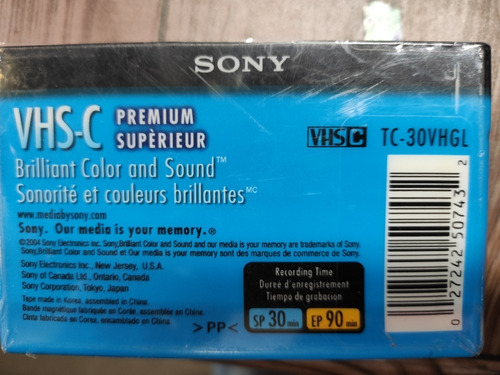 SONY
VHS-C PREMIUM SUPÈRIEUR
VHS C TC-30VHGL
Brilliant Color and Sound™
Sonorité et couleurs brillantes MC
www.mediabysony.com
Sony. Our media is your memory.®
© 2004 Sony Electronics Inc. Sony, Brilliant Color and Sound and our media is your memory are trademarks of Sony.
Sony, Brilliant Color and Sound et Our media is your memory sont des marques de commerce de Sony.
Sony Electronics Inc., New Jersey, U.S.A.
Sony of Canada Ltd., Ontario, Canada
Sony Corporation, Tokyo, Japan
Tape made in Korea, assembled in China.
Bande magnétique fabriquée en Corée, assemblée en Chine.
Cinta fabricada en Corea, ensamblado en China.
>PP<
Recording Time
Durée d'enregistrement
Tiempo de grabación
SP 30 min EP 90 min
0 27242 50743 2